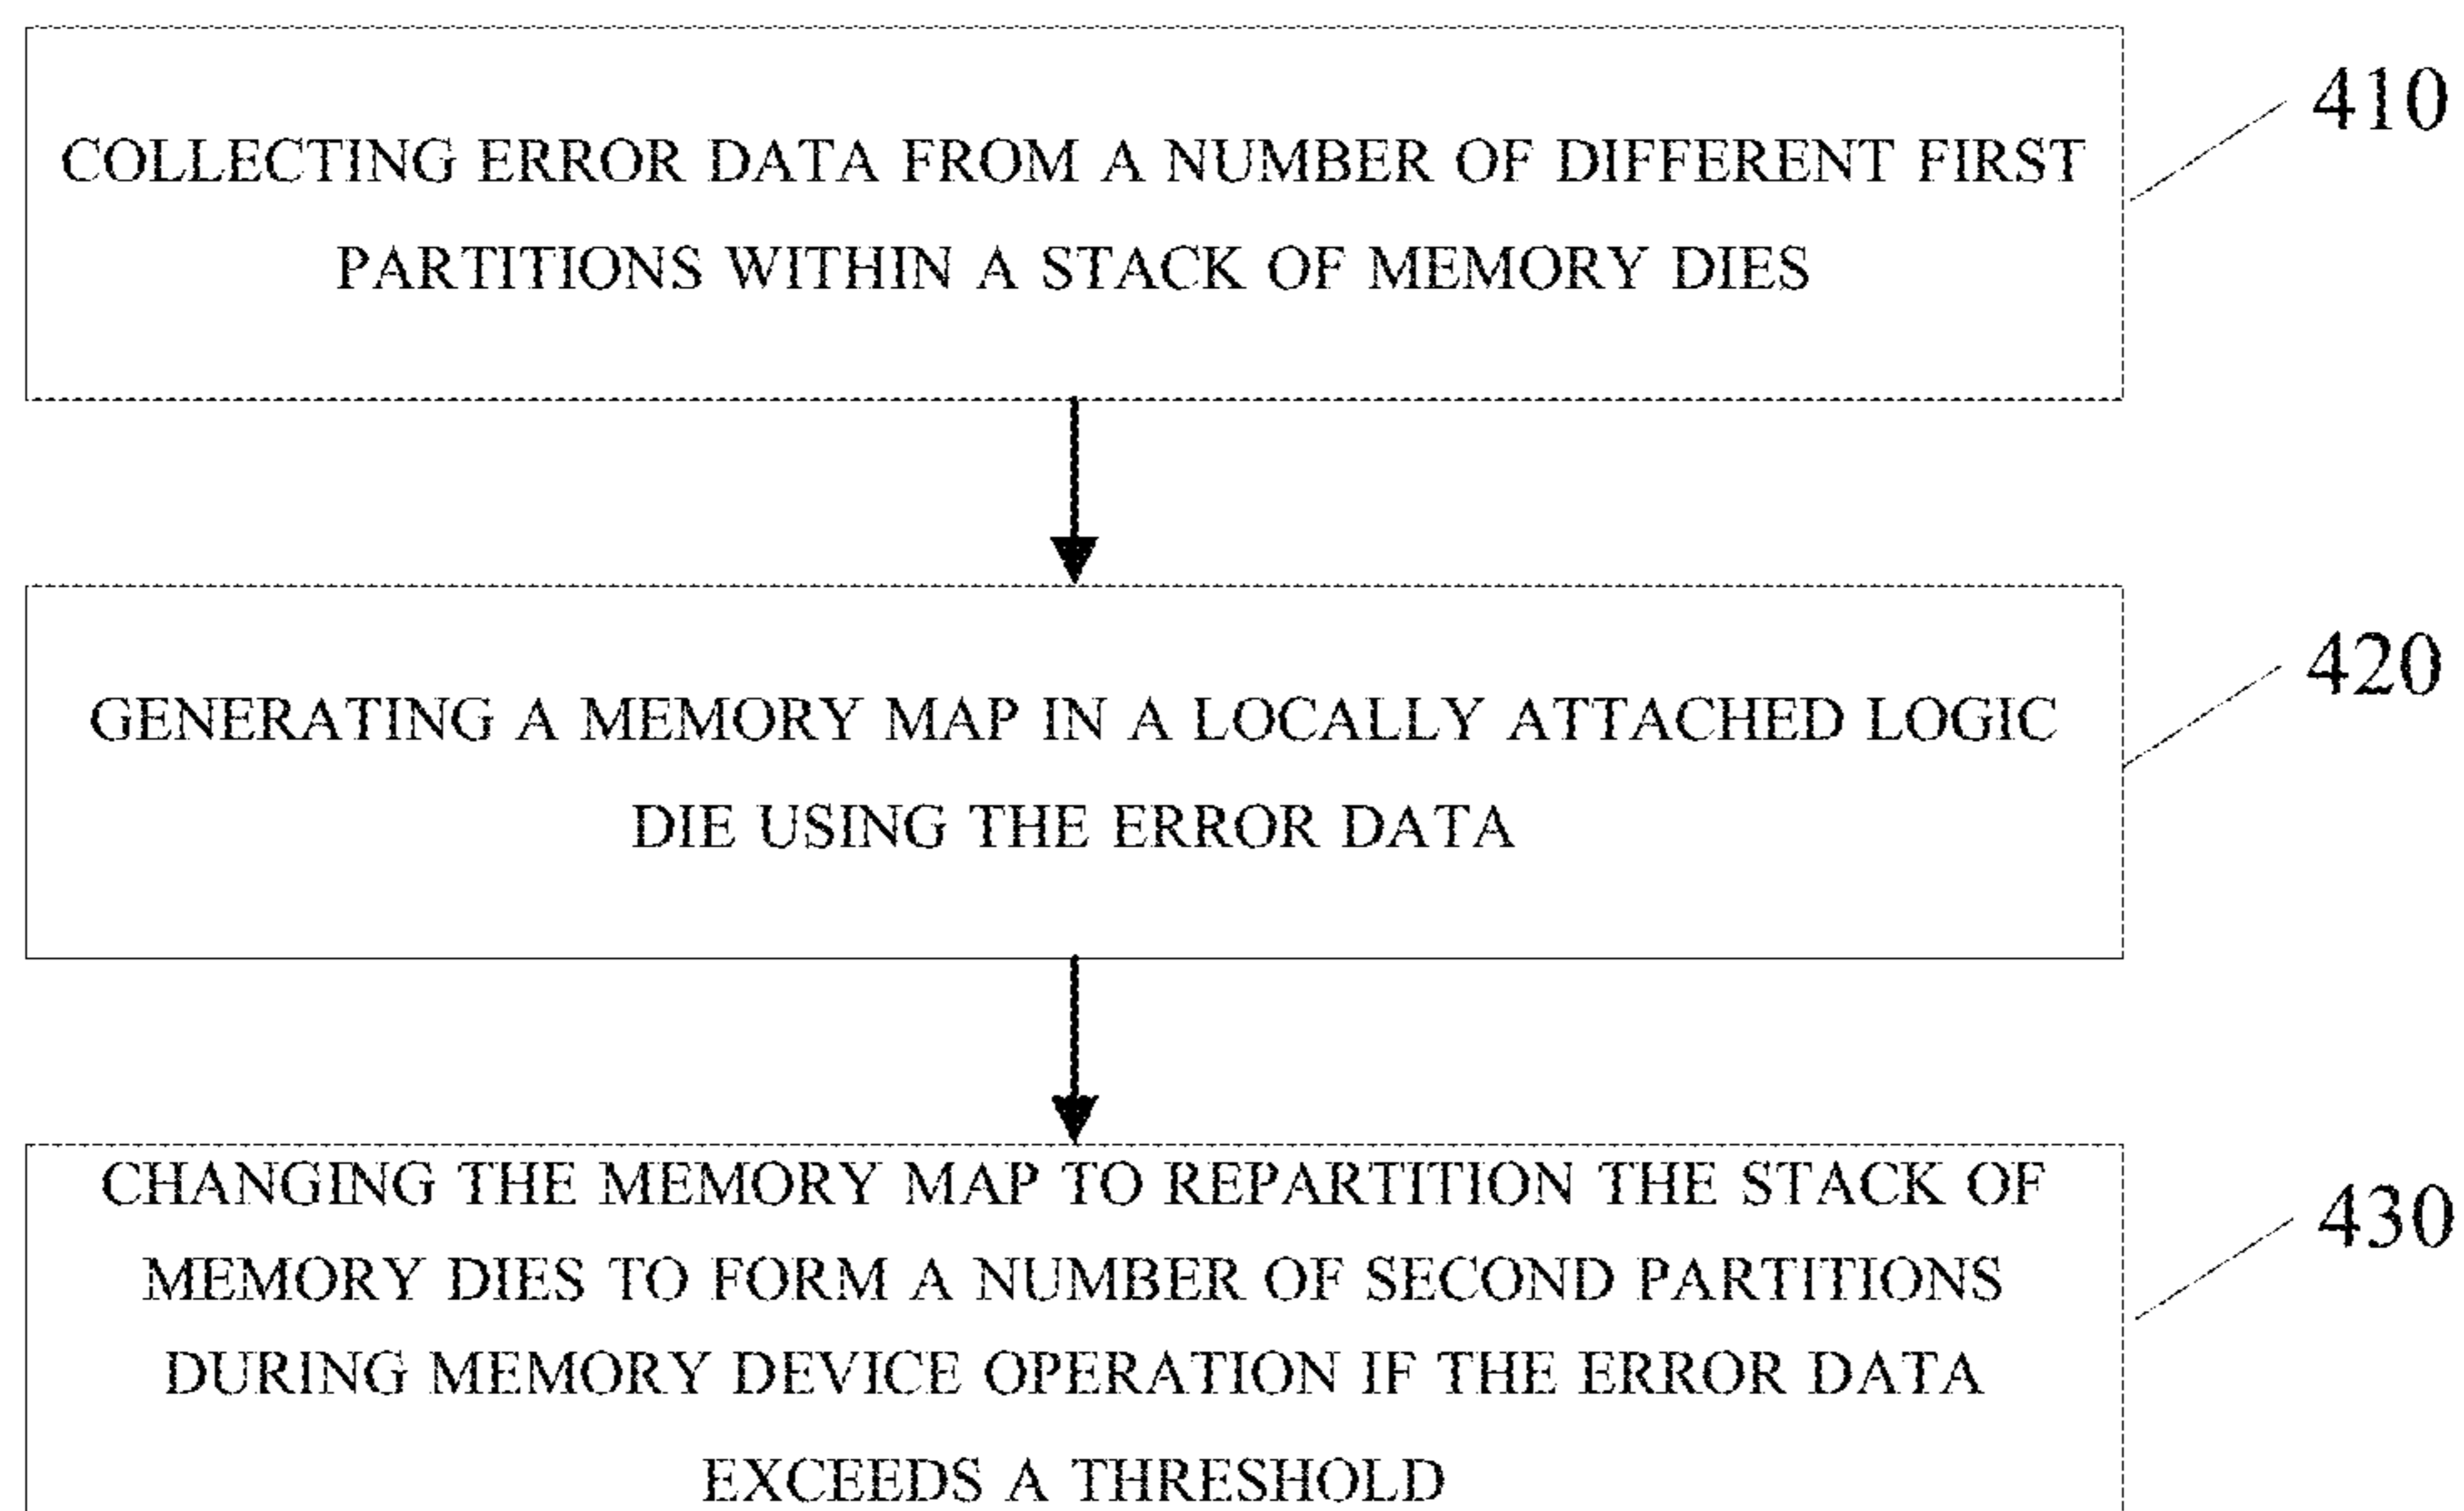 COLLECTING ERROR DATA FROM A NUMBER OF DIFFERENT FIRST
PARTITIONS WITHIN A STACK OF MEMORY DIES
410
GENERATING A MEMORY MAP IN A LOCALLY ATTACHED LOGIC
DIE USING THE ERROR DATA
420
CHANGING THE MEMORY MAP TO REPARTITION THE STACK OF
MEMORY DIES TO FORM A NUMBER OF SECOND PARTITIONS
DURING MEMORY DEVICE OPERATION IF THE ERROR DATA
EXCEEDS A THRESHOLD
430